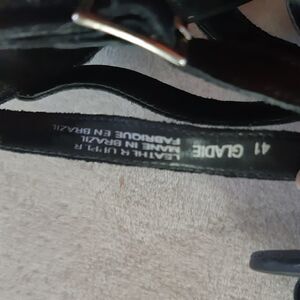 41 GLADIE
LEATHER UPPER
MADE IN BRAZIL
FABRIQUE EN BRAZIL